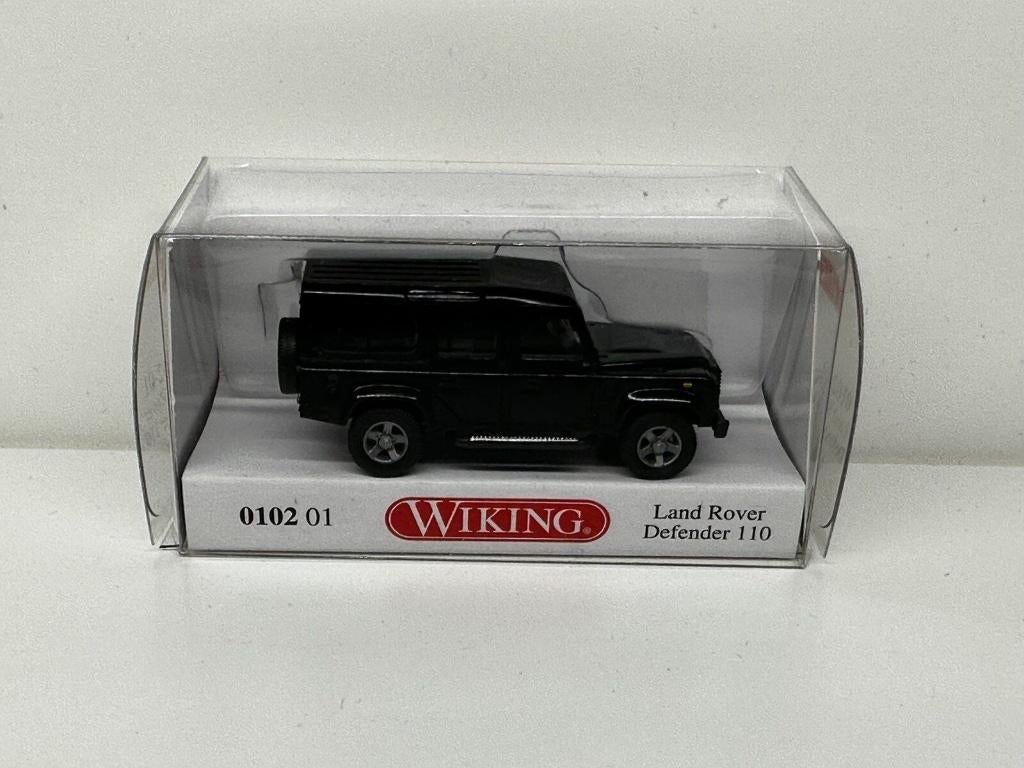 0102 01
WIKING®
Land Rover
Defender 110